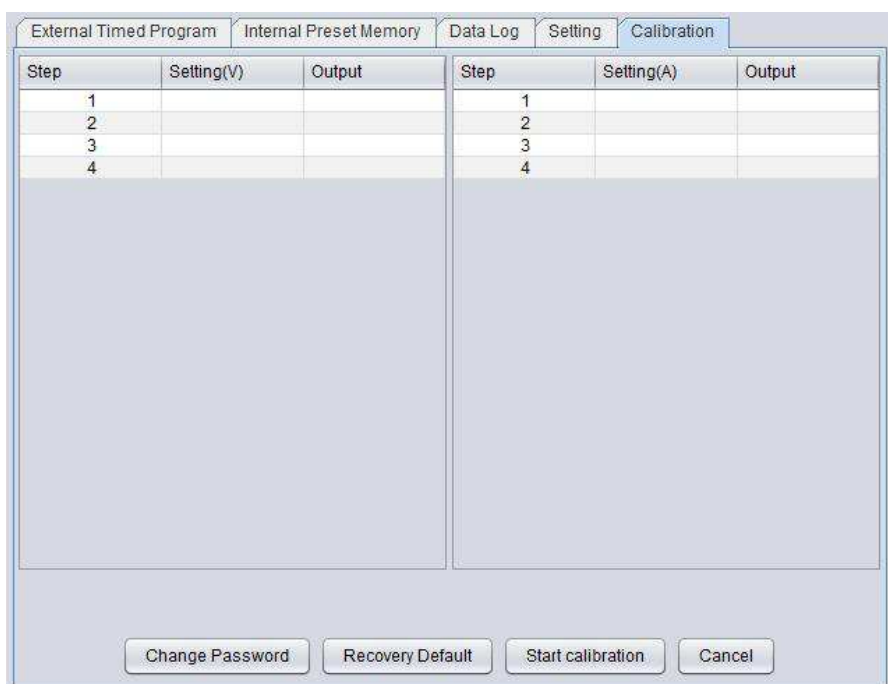 External Timed Program Internal Preset Memory Data Log Setting Calibration
Step Setting(V) Output Step Setting(A) Output
1 1
2 2
3 3
4 4
Change Password Recovery Default Start calibration Cancel